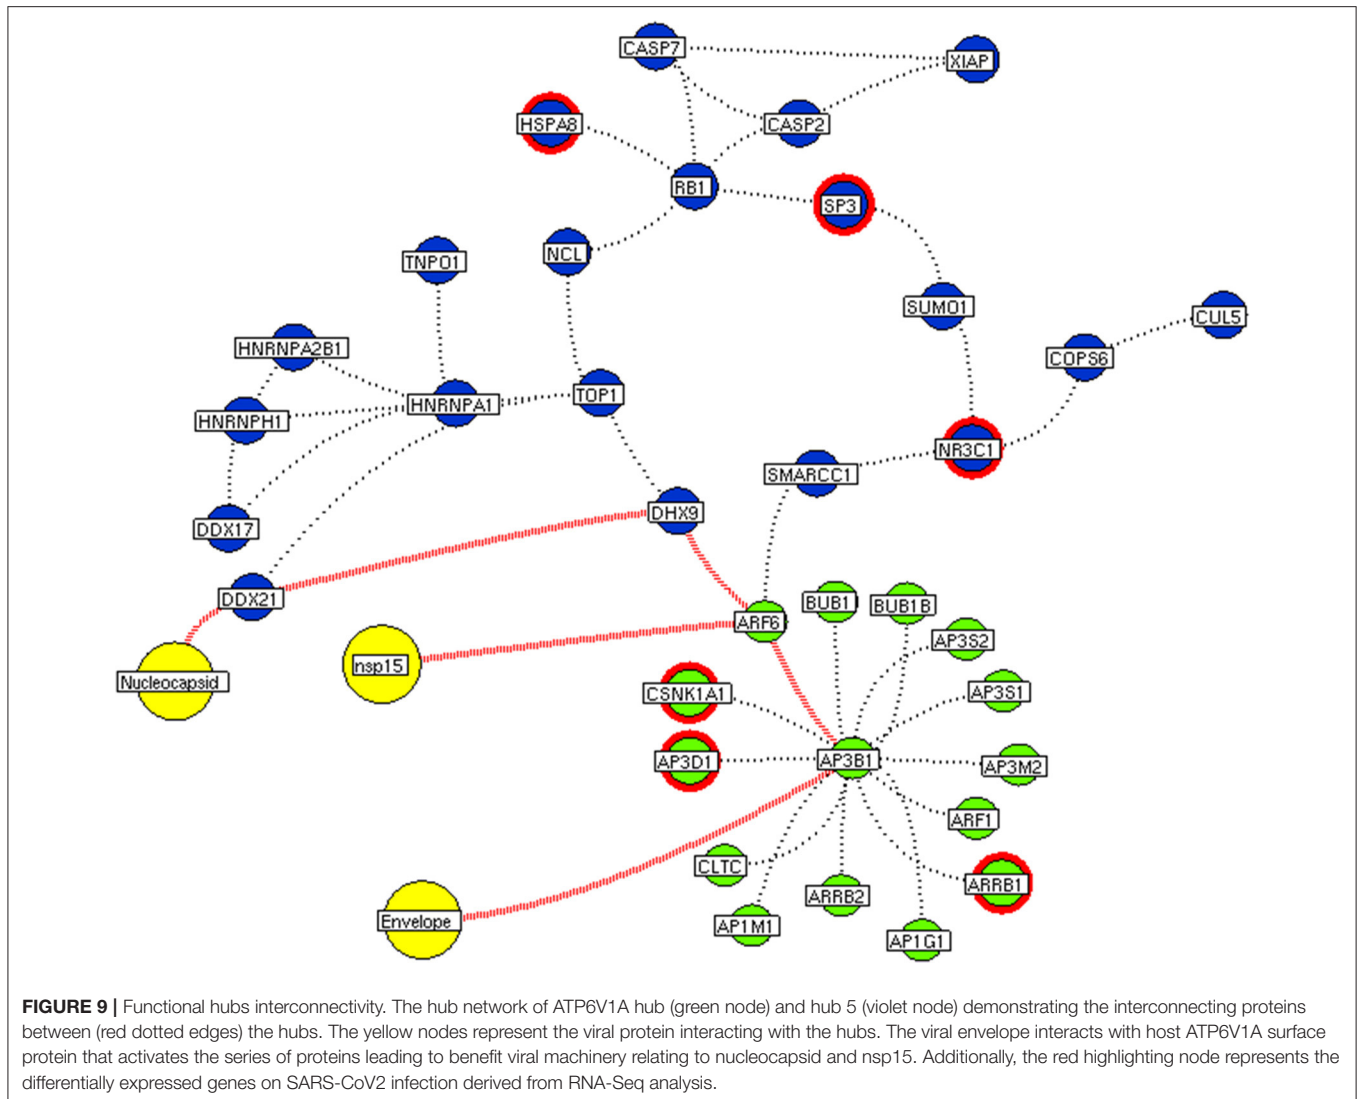 CASP7
XIAP
HSPA8
CASP2
RB1
SP3
NCL
TNPO1
SUMO1
CUL5
HNRNPA2B1
COPS6
TOP1
HNRNPA1
HNRNPH1
NR3C1
SMARCC1
DHX9
DDX17
DDX21
BUB1
BUB1B
ARF6
AP3S2
nsp15
Nucleocapsid
CSNK1A1
AP3S1
AP3D1
AP3B1
AP3M2
ARF1
CLTC
ARRB1
ARRB2
Envelope
AP1M1
AP1G1
FIGURE 9 | Functional hubs interconnectivity. The hub network of ATP6V1A hub (green node) and hub 5 (violet node) demonstrating the interconnecting proteins
between (red dotted edges) the hubs. The yellow nodes represent the viral protein interacting with the hubs. The viral envelope interacts with host ATP6V1A surface
protein that activates the series of proteins leading to benefit viral machinery relating to nucleocapsid and nsp15. Additionally, the red highlighting node represents the
differentially expressed genes on SARS-CoV2 infection derived from RNA-Seq analysis.